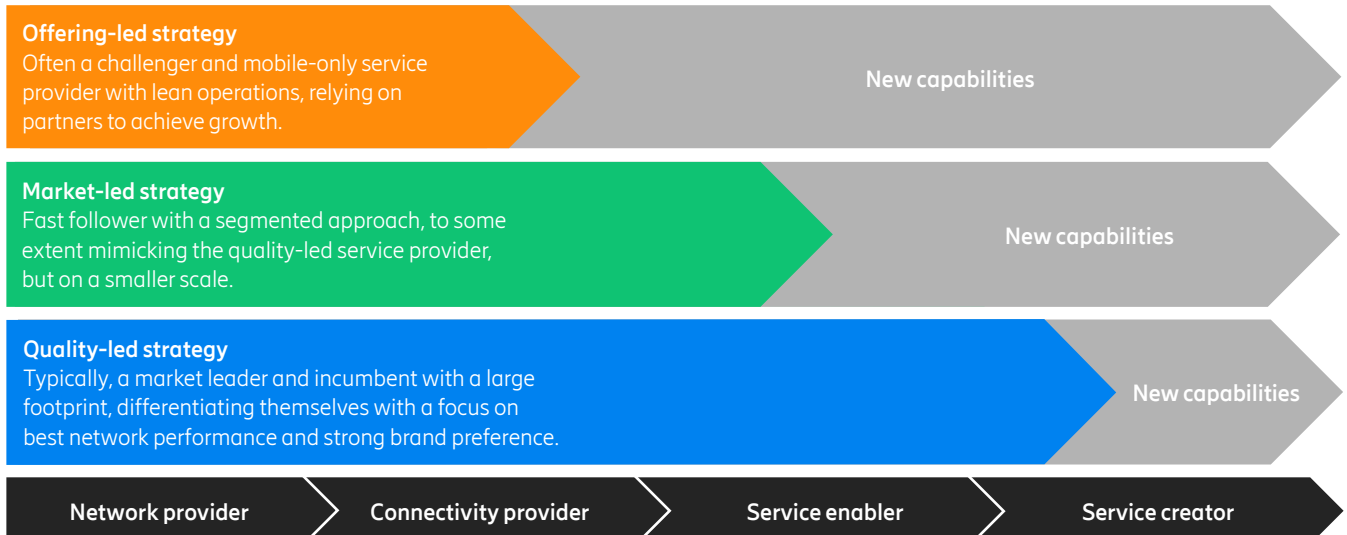 Offering-led strategy
Often a challenger and mobile-only service
provider with lean operations, relying on
partners to achieve growth.
New capabilities
Market-led strategy
Fast follower with a segmented approach, to some
extent mimicking the quality-led service provider,
but on a smaller scale.
New capabilities
Quality-led strategy
Typically, a market leader and incumbent with a large
footprint, differentiating themselves with a focus on
best network performance and strong brand preference.
New capabilities
Network provider
Connectivity provider
Service enabler
Service creator